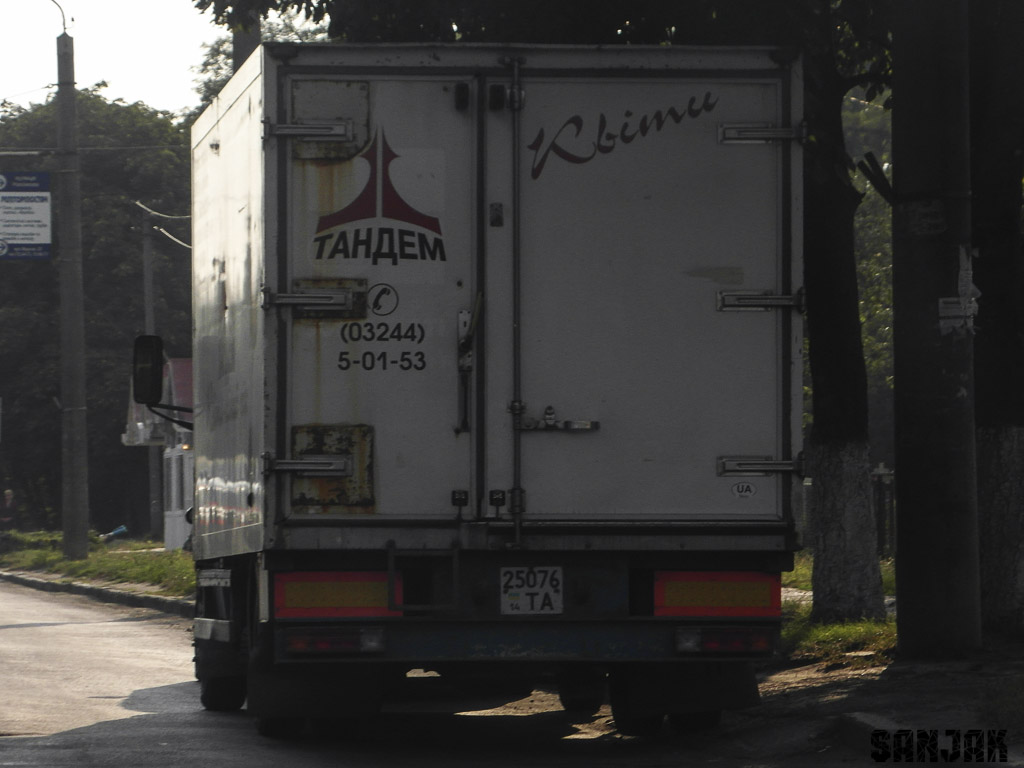 Квіти
ТАНДЕМ
(03244)
5-01-53
UA
25076
14 ТА
SANJAK